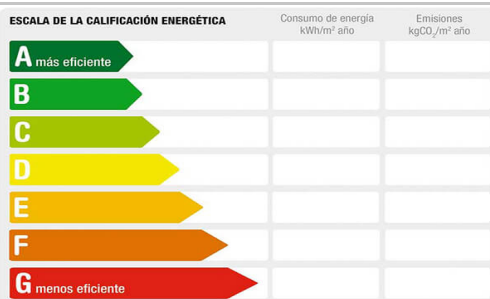 ESCALA DE LA CALIFICACIÓN ENERGÉTICA
Consumo de energía
kWh/m² año
Emisiones
kgCO₂/m² año
A más eficiente
B
C
D
E
F
G menos eficiente